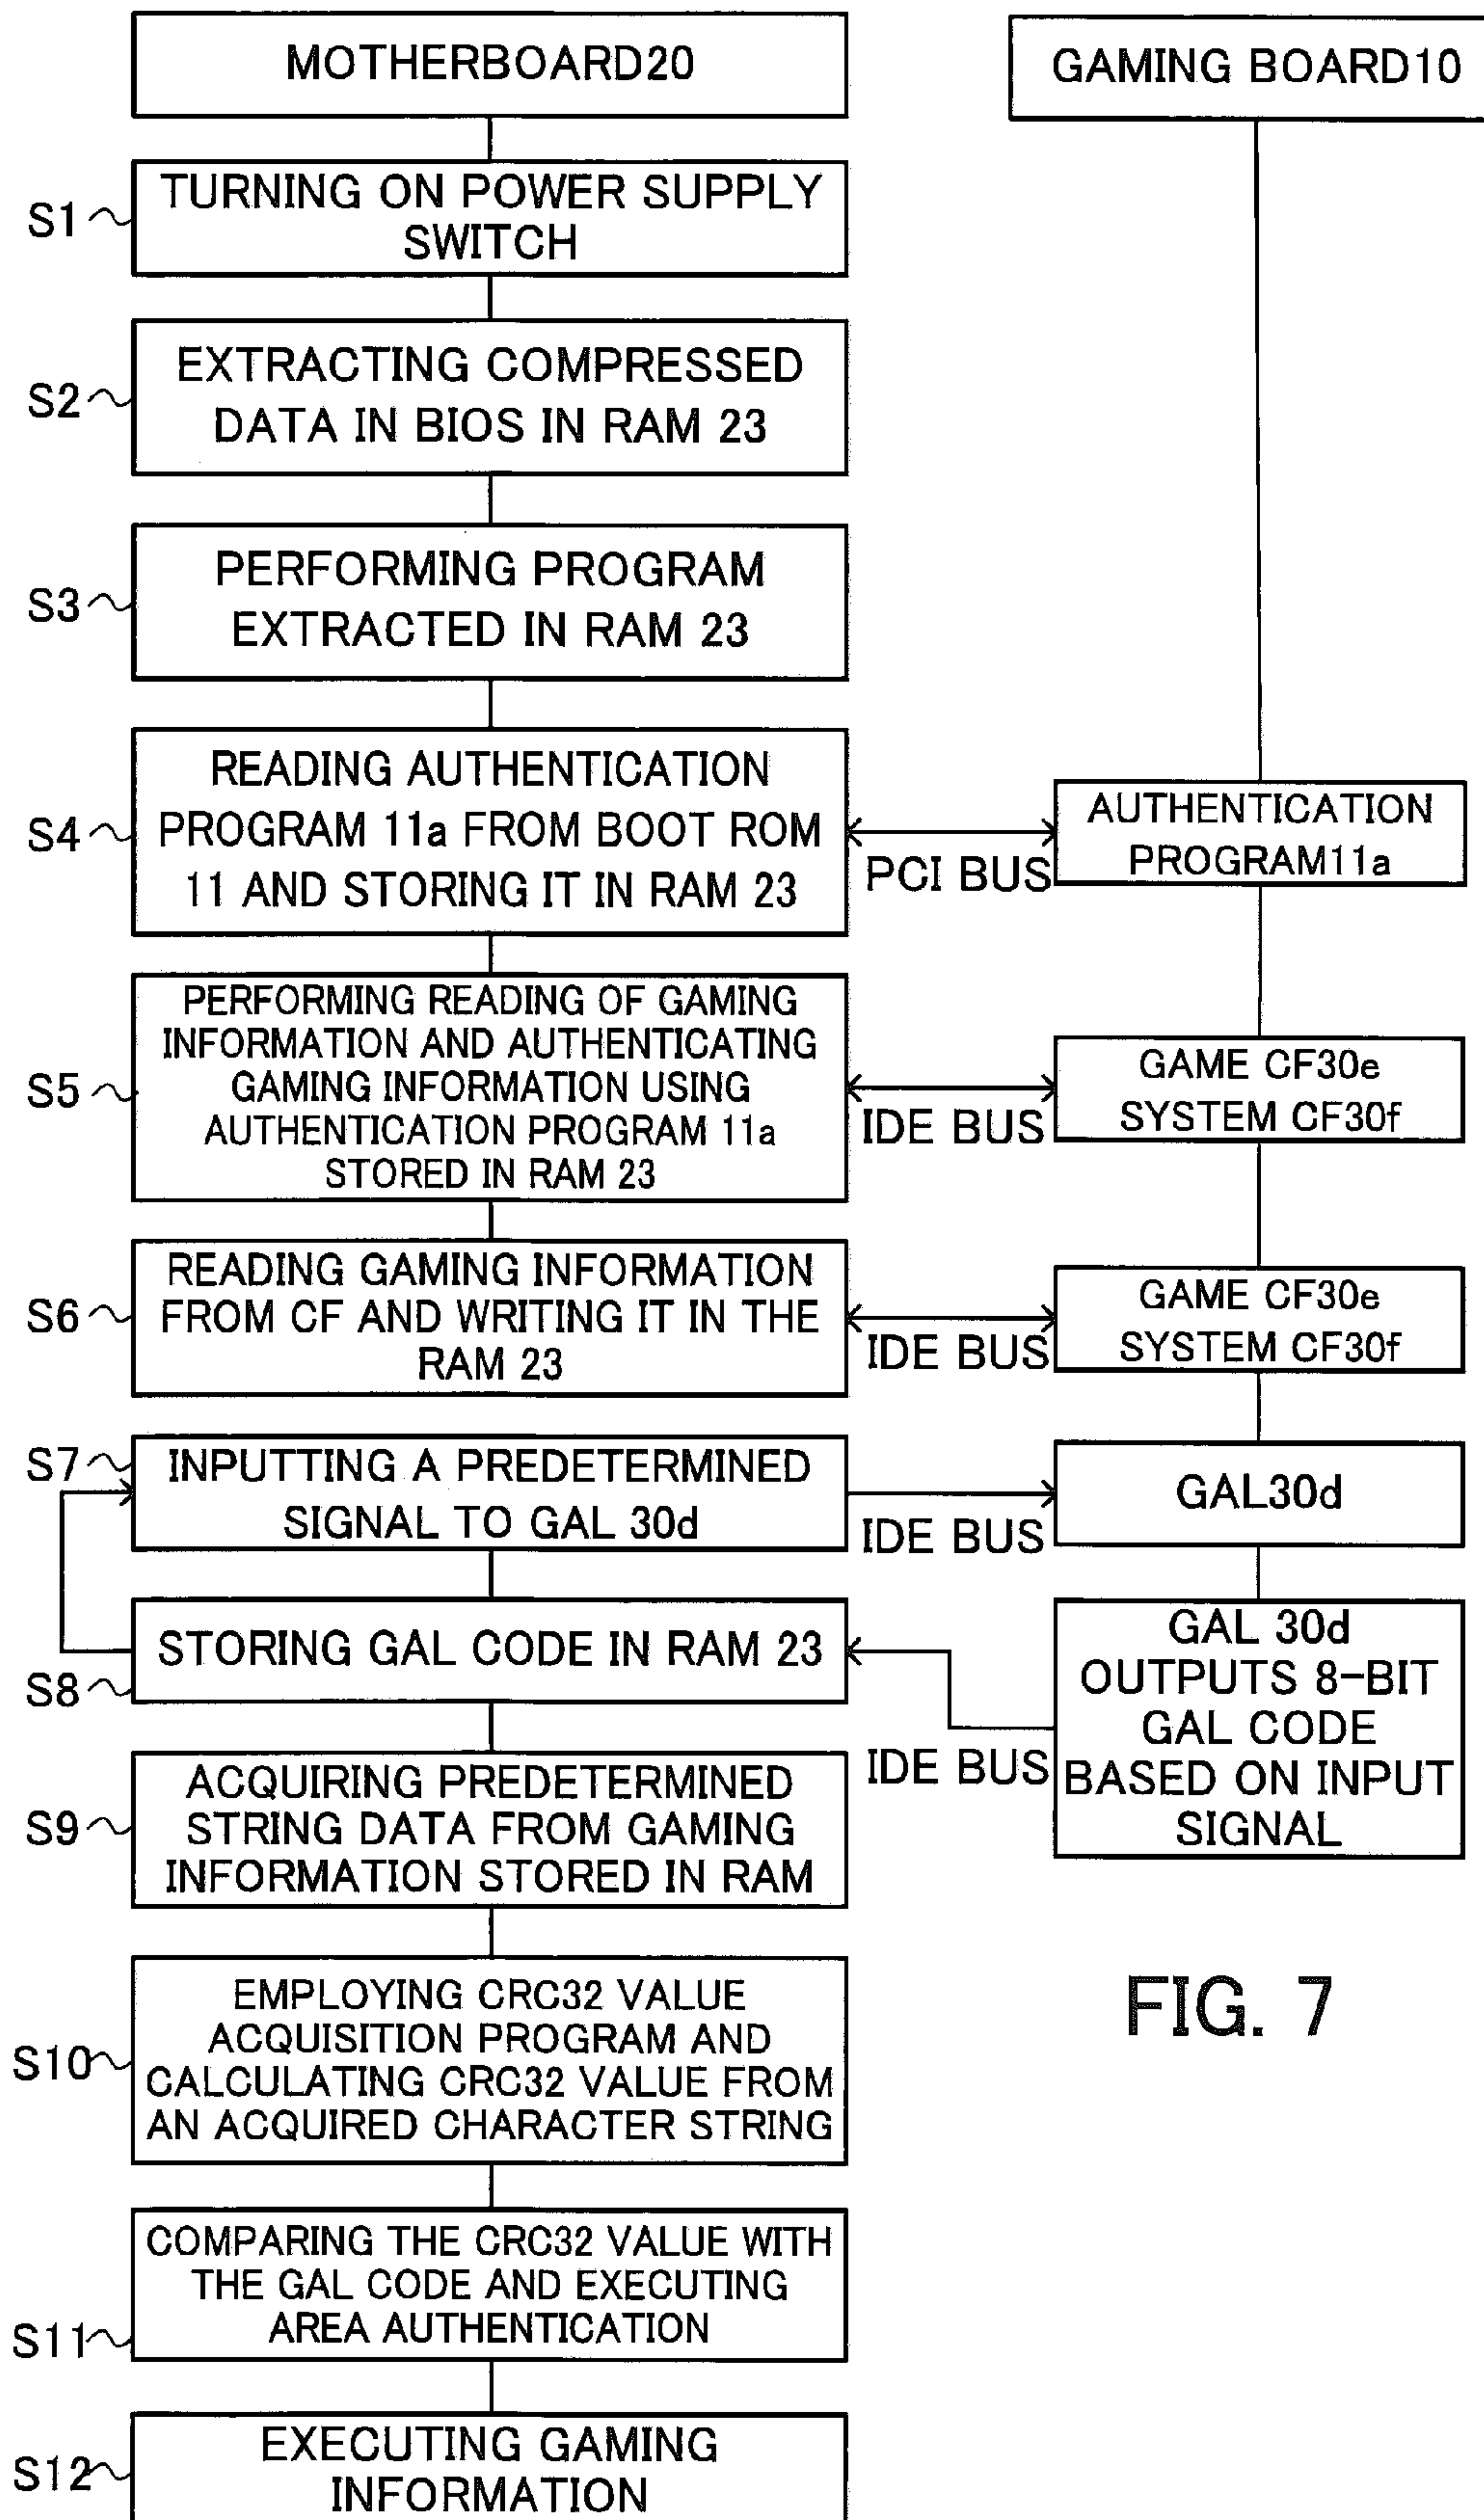 MOTHERBOARD20
GAMING BOARD10
S1
TURNING ON POWER SUPPLY
SWITCH
S2
EXTRACTING COMPRESSED
DATA IN BIOS IN RAM 23
S3
PERFORMING PROGRAM
EXTRACTED IN RAM 23
S4
READING AUTHENTICATION
PROGRAM 11a FROM BOOT ROM
11 AND STORING IT IN RAM 23
PCI BUS
AUTHENTICATION
PROGRAM11a
S5
PERFORMING READING OF GAMING
INFORMATION AND AUTHENTICATING
GAMING INFORMATION USING
AUTHENTICATION PROGRAM 11a
STORED IN RAM 23
IDE BUS
GAME CF30e
SYSTEM CF30f
S6
READING GAMING INFORMATION
FROM CF AND WRITING IT IN THE
RAM 23
IDE BUS
GAME CF30e
SYSTEM CF30f
S7
INPUTTING A PREDETERMINED
SIGNAL TO GAL 30d
IDE BUS
GAL30d
S8
STORING GAL CODE IN RAM 23
IDE BUS
GAL 30d
OUTPUTS 8-BIT
GAL CODE
BASED ON INPUT
SIGNAL
S9
ACQUIRING PREDETERMINED
STRING DATA FROM GAMING
INFORMATION STORED IN RAM
S10
EMPLOYING CRC32 VALUE
ACQUISITION PROGRAM AND
CALCULATING CRC32 VALUE FROM
AN ACQUIRED CHARACTER STRING
FIG. 7
S11
COMPARING THE CRC32 VALUE WITH
THE GAL CODE AND EXECUTING
AREA AUTHENTICATION
S12
EXECUTING GAMING
INFORMATION